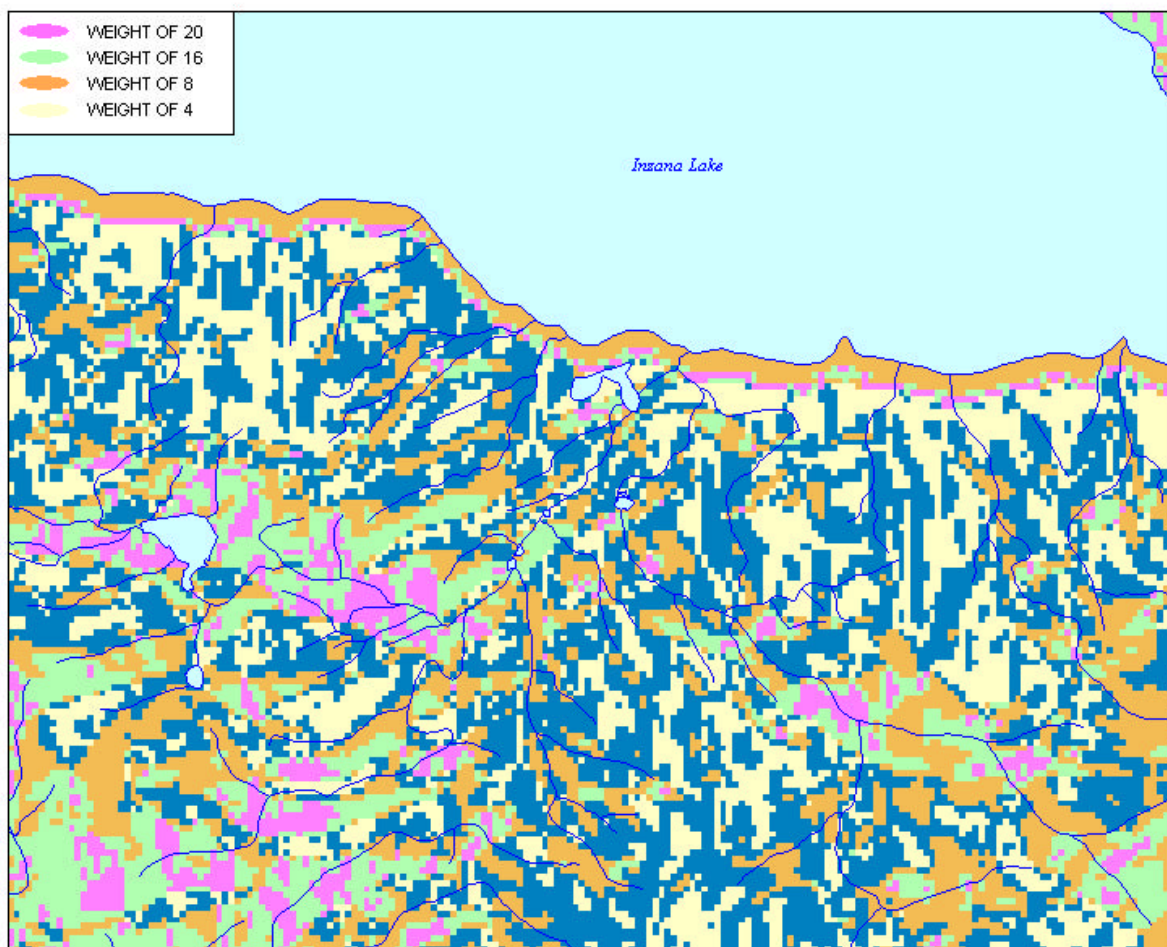 WEIGHT OF 20
WEIGHT OF 16
WEIGHT OF 8
WEIGHT OF 4
Inzana Lake